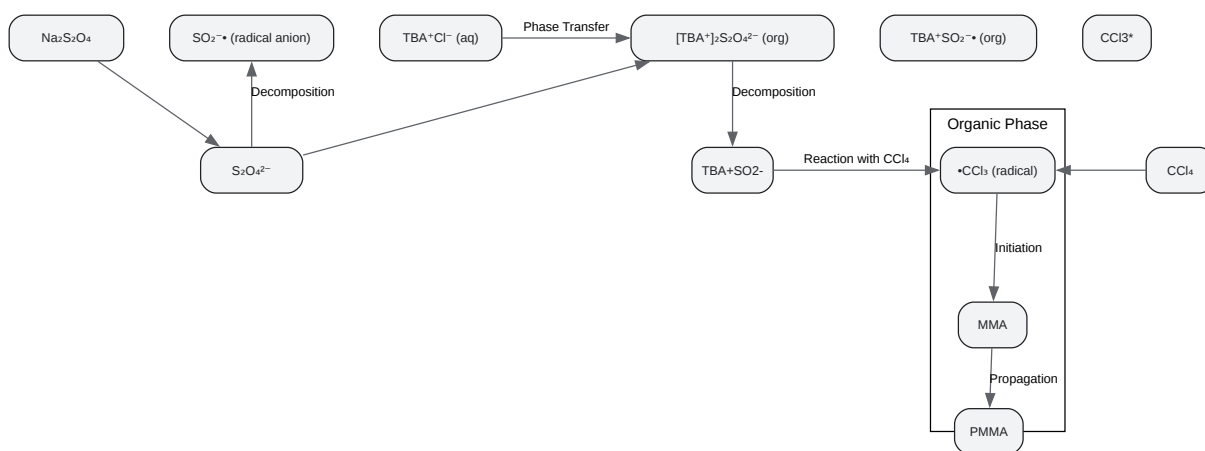 Na₂S₂O₄
SO₂⁻• (radical anion)
TBA⁺Cl⁻ (aq)
Phase Transfer
[TBA⁺]₂S₂O₄²⁻ (org)
TBA⁺SO₂⁻• (org)
CCl3*
Decomposition
Decomposition
Organic Phase
S₂O₄²⁻
TBA+SO2-
Reaction with CCl₄
•CCl₃ (radical)
CCl₄
Initiation
MMA
Propagation
PMMA